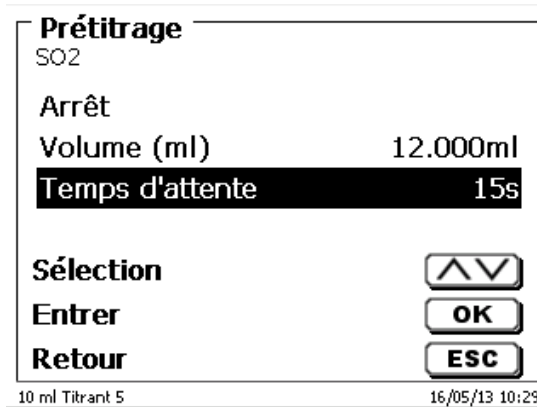 Prétitrage
SO2
Arrêt
Volume (ml) 12.000ml
Temps d'attente 15s
Sélection
Entrer OK
Retour ESC
10 ml Titrant 5 16/05/13 10:29